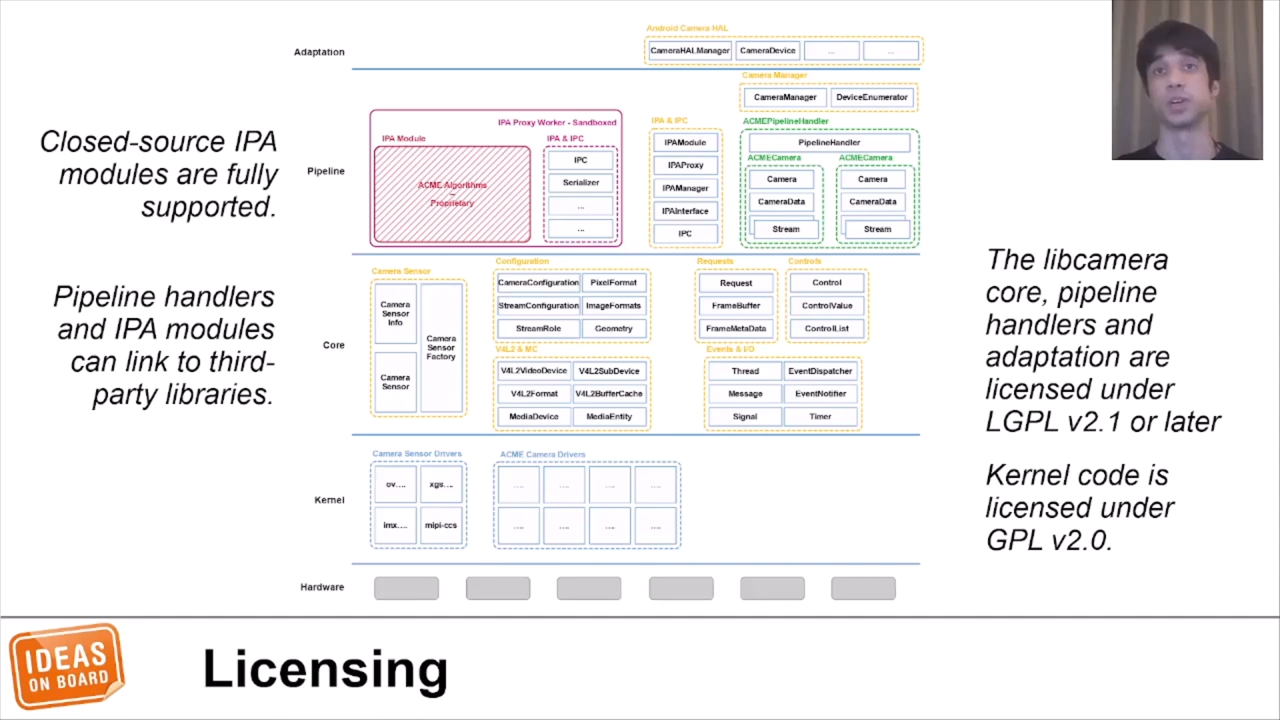 Adaptation
Android Camera HAL
CameraHALManager
CameraDevice
...
...
Camera Manager
CameraManager
DeviceEnumerator
Pipeline
IPA Proxy Worker - Sandboxed
IPA Module
ACME Algorithms
–
Proprietary
IPA & IPC
IPC
Serializer
...
...
IPA & IPC
IPAModule
IPAProxy
IPAManager
IPAInterface
IPC
ACMEPipelineHandler
PipelineHandler
ACMECamera
Camera
CameraData
Stream
ACMECamera
Camera
CameraData
Stream
Closed-source IPA
modules are fully
supported.
Pipeline handlers
and IPA modules
can link to third-
party libraries.
Core
Camera Sensor
Camera
Sensor
Info
Camera
Sensor
Camera
Sensor
Factory
Configuration
CameraConfiguration
PixelFormat
StreamConfiguration
ImageFormats
StreamRole
Geometry
V4L2 & MC
V4L2VideoDevice
V4L2SubDevice
V4L2Format
V4L2BufferCache
MediaDevice
MediaEntity
Requests
Request
FrameBuffer
FrameMetaData
Controls
Control
ControlValue
ControlList
Events & I/O
Thread
EventDispatcher
Message
EventNotifier
Signal
Timer
The libcamera
core, pipeline
handlers and
adaptation are
licensed under
LGPL v2.1 or later
Kernel code is
licensed under
GPL v2.0.
Kernel
Camera Sensor Drivers
ov....
xgs....
imx....
mipi-ccs
ACME Camera Drivers
....
....
....
....
....
....
....
....
Hardware
IDEAS
ON BOARD
Licensing